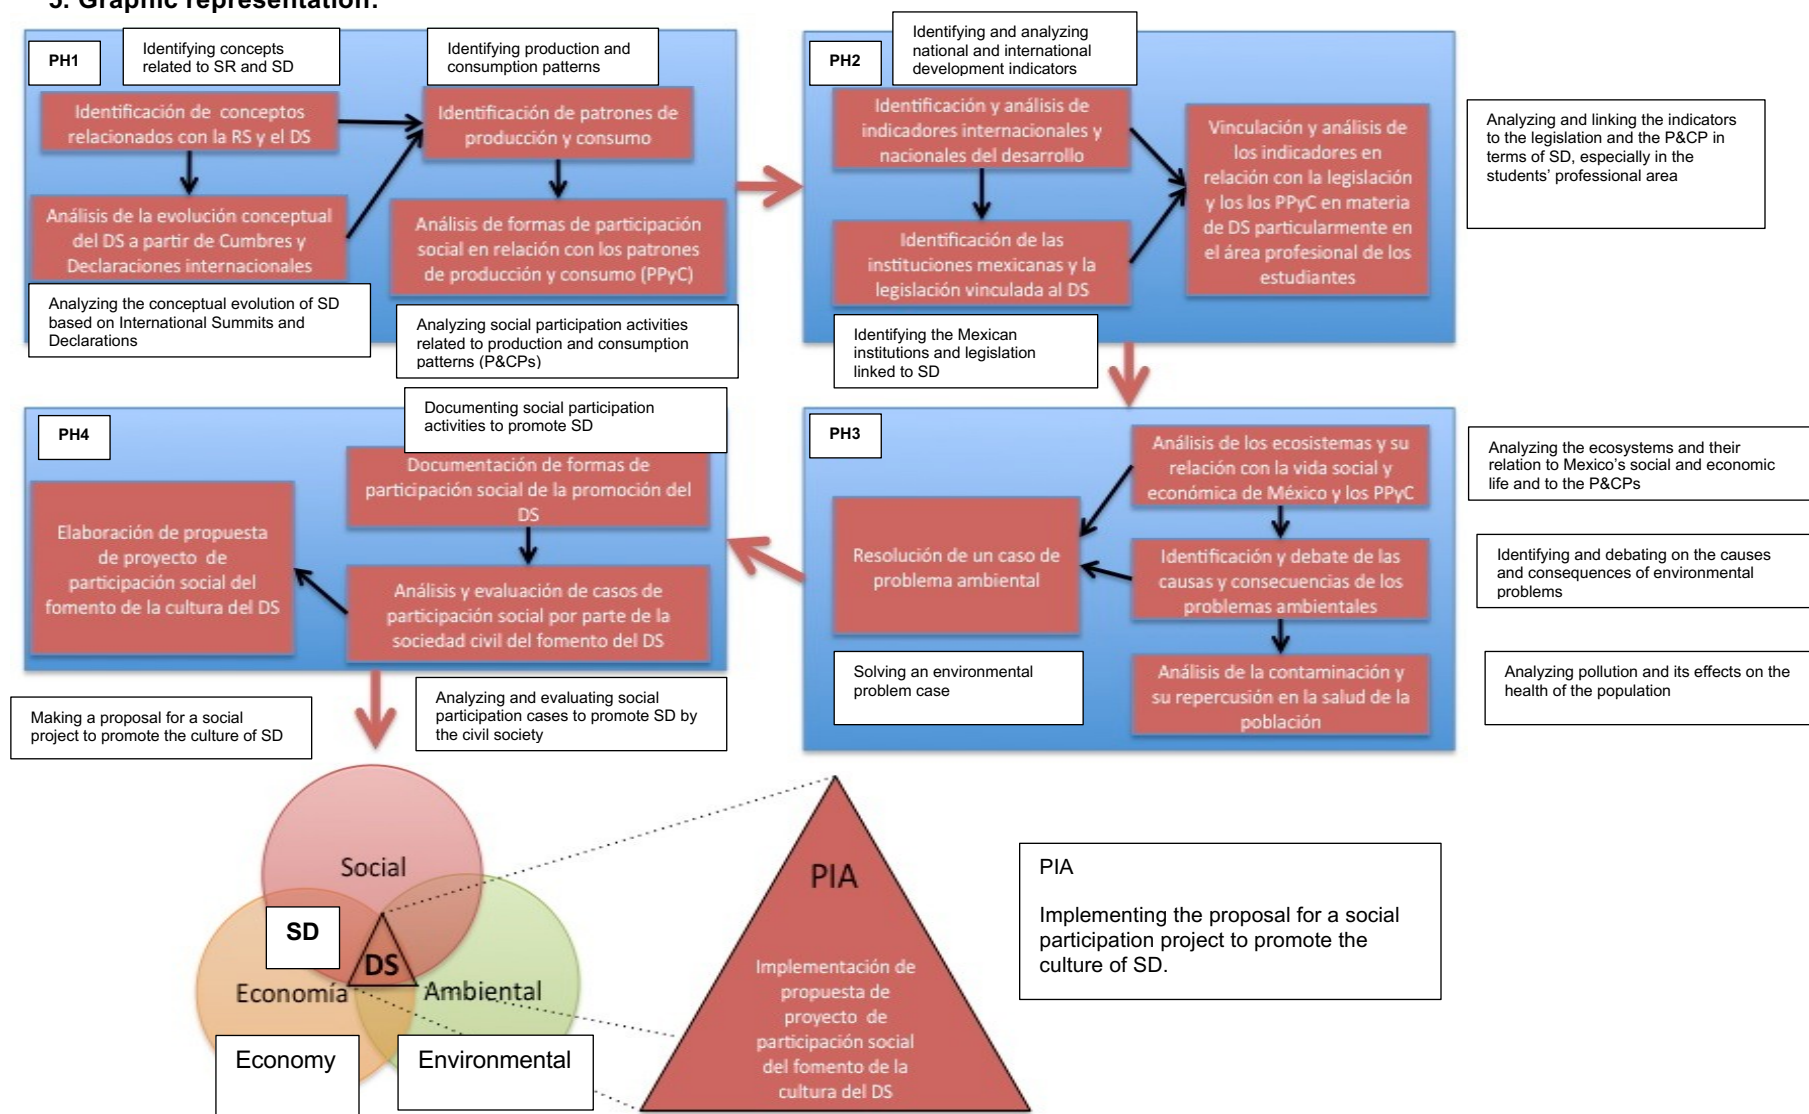 5. Graphic representation:
PH1
Identifying concepts
related to SR and SD
Identifying production and
consumption patterns
Identificación de conceptos
relacionados con la RS y el DS
Identificación de patrones de
producción y consumo
Análisis de la evolución conceptual
del DS a partir de Cumbres y
Declaraciones internacionales
Análisis de formas de participación
social en relación con los patrones
de producción y consumo (PPyC)
Analyzing the conceptual evolution of SD
based on International Summits and
Declarations
Analyzing social participation activities
related to production and consumption
patterns (P&CPs)
PH2
Identifying and analyzing
national and international
development indicators
Identificación y análisis de
indicadores internacionales y
nacionales del desarrollo
Vinculación y análisis de
los indicadores en
relación con la legislación
y los los PPyC en materia
de DS particularmente en
el área profesional de los
estudiantes
Analyzing and linking the indicators
to the legislation and the P&CP in
terms of SD, especially in the
students' professional area
Identificación de las
instituciones mexicanas y la
legislación vinculada al DS
Identifying the Mexican
institutions and legislation
linked to SD
PH4
Documenting social participation
activities to promote SD
Documentación de formas de
participación social de la promoción del
DS
Elaboración de propuesta
de proyecto de
participación social del
fomento de la cultura del DS
Análisis y evaluación de casos de
participación social por parte de la
sociedad civil del fomento del DS
Making a proposal for a social
project to promote the culture of SD
Analyzing and evaluating social
participation cases to promote SD by
the civil society
PH3
Análisis de los ecosistemas y su
relación con la vida social y
económica de México y los PPyC
Analyzing the ecosystems and their
relation to Mexico's social and economic
life and to the P&CPs
Resolución de un caso de
problema ambiental
Identificación y debate de las
causas y consecuencias de los
problemas ambientales
Identifying and debating on the causes
and consequences of environmental
problems
Solving an environmental
problem case
Análisis de la contaminación y
su repercusión en la salud de la
población
Analyzing pollution and its effects on the
health of the population
Social
SD
DS
Economía
Ambiental
Economy
Environmental
PIA
Implementación de
propuesta de
proyecto de
participación social
del fomento de la
cultura del DS
PIA
Implementing the proposal for a social
participation project to promote the
culture of SD.